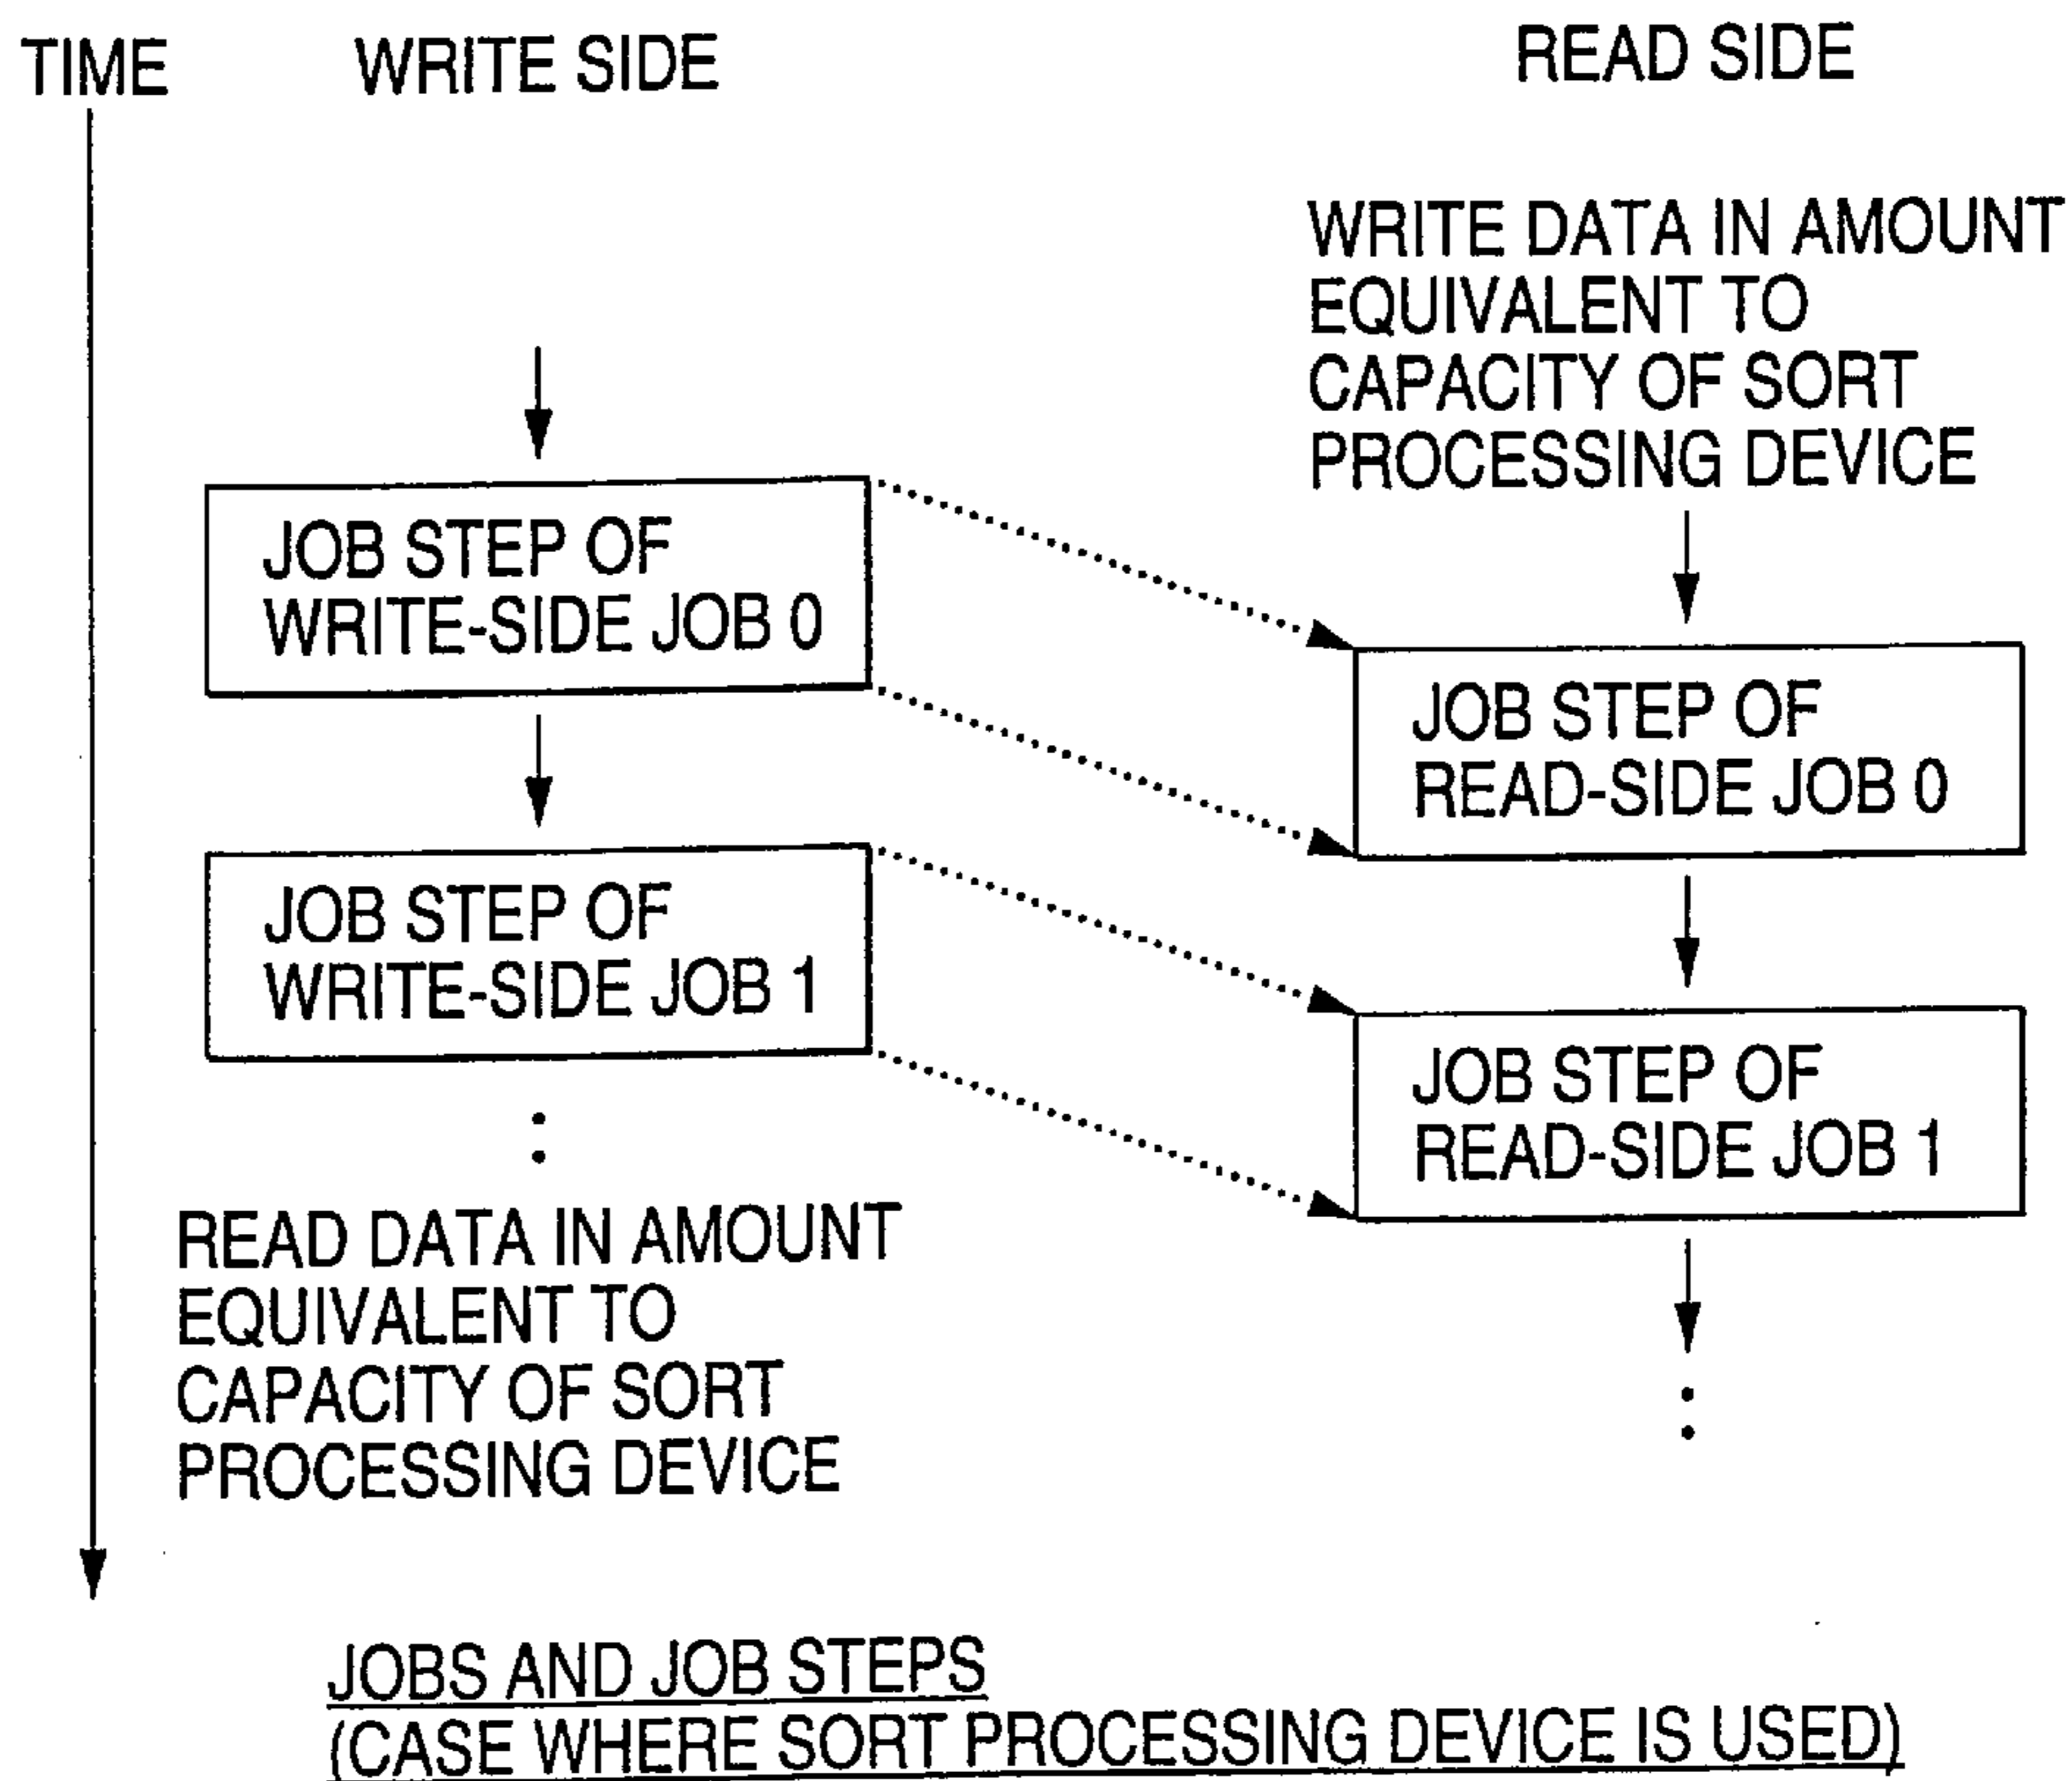 TIME
WRITE SIDE
READ SIDE
WRITE DATA IN AMOUNT
EQUIVALENT TO
CAPACITY OF SORT
PROCESSING DEVICE
JOB STEP OF
WRITE-SIDE JOB 0
JOB STEP OF
READ-SIDE JOB 0
JOB STEP OF
WRITE-SIDE JOB 1
JOB STEP OF
READ-SIDE JOB 1
READ DATA IN AMOUNT
EQUIVALENT TO
CAPACITY OF SORT
PROCESSING DEVICE
JOBS AND JOB STEPS
(CASE WHERE SORT PROCESSING DEVICE IS USED)